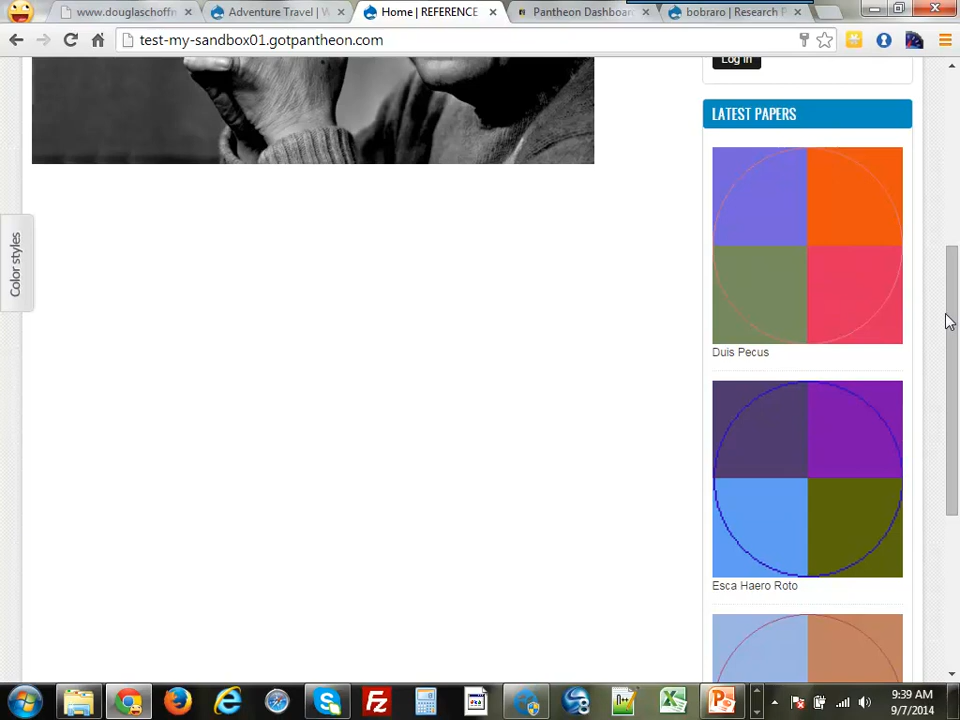 www.douglaschoffm
Adventure Travel | W
Home | REFERENCE
Pantheon Dashboar
bobraro | Research P
test-my-sandbox01.gotpantheon.com
Log in
LATEST PAPERS
Color styles
Duis Pecus
Esca Haero Roto
9:39 AM
9/7/2014